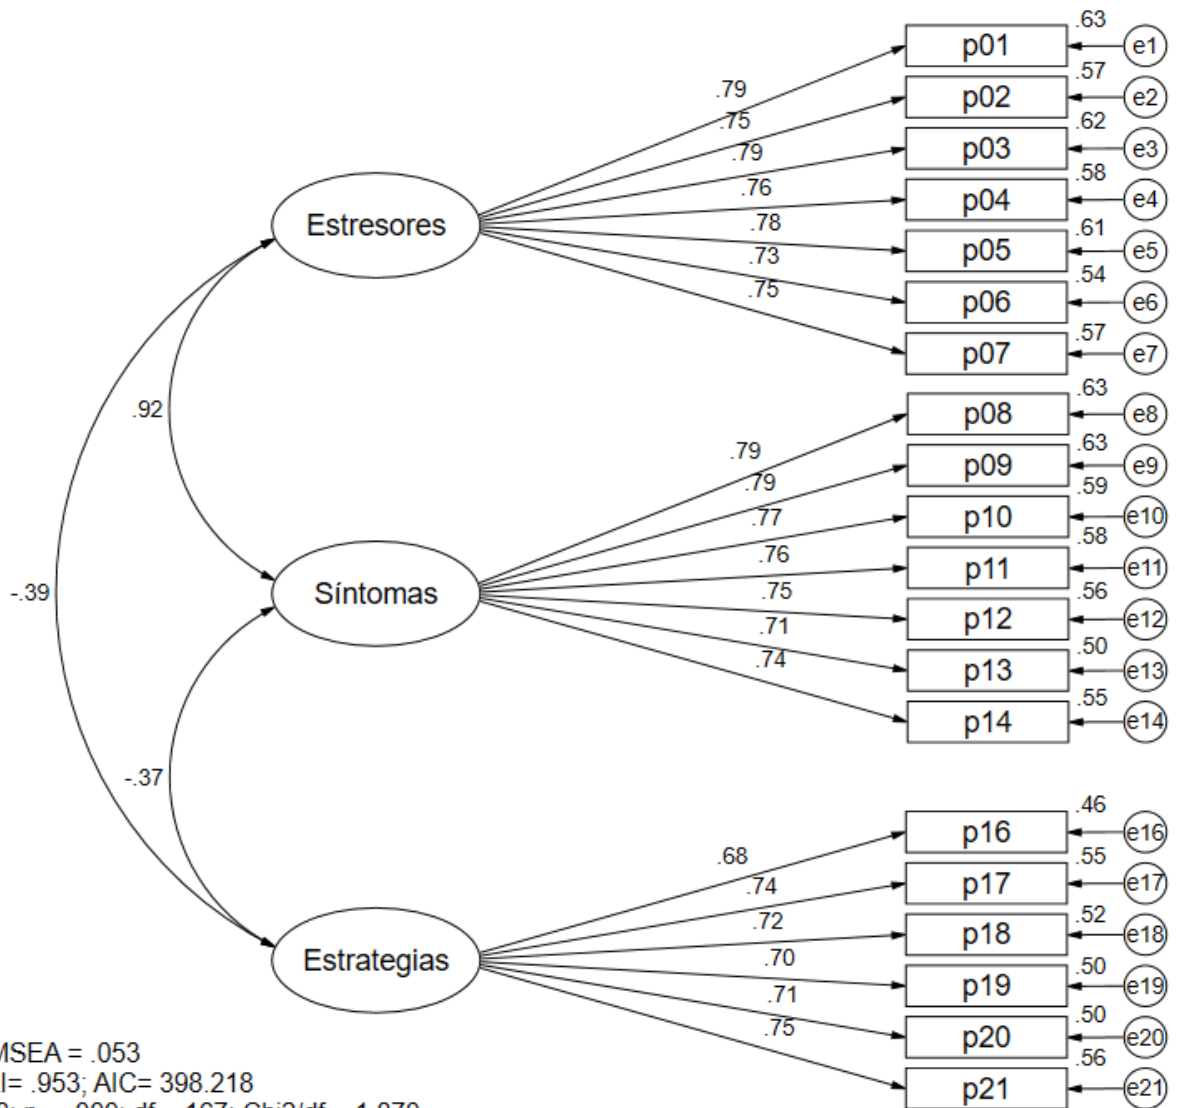 .63
p01
e1
.79
.57
p02
e2
.75
.62
p03
e3
.79
.58
p04
e4
.76
Estresores
.61
p05
e5
.78
.54
p06
e6
.73
.57
p07
e7
.75
.92
.63
p08
e8
.79
.63
p09
e9
.79
.59
p10
e10
.77
.58
p11
e11
.76
-.39
Síntomas
.56
p12
e12
.75
.50
p13
e13
.71
.55
p14
e14
.74
-.37
.46
p16
e16
.68
.55
p17
e17
.74
.52
p18
e18
.72
Estrategias
.50
p19
e19
.70
.50
p20
e20
.71
.56
p21
e21
.75
MSEA = .053
= .953; AIC= 398.218